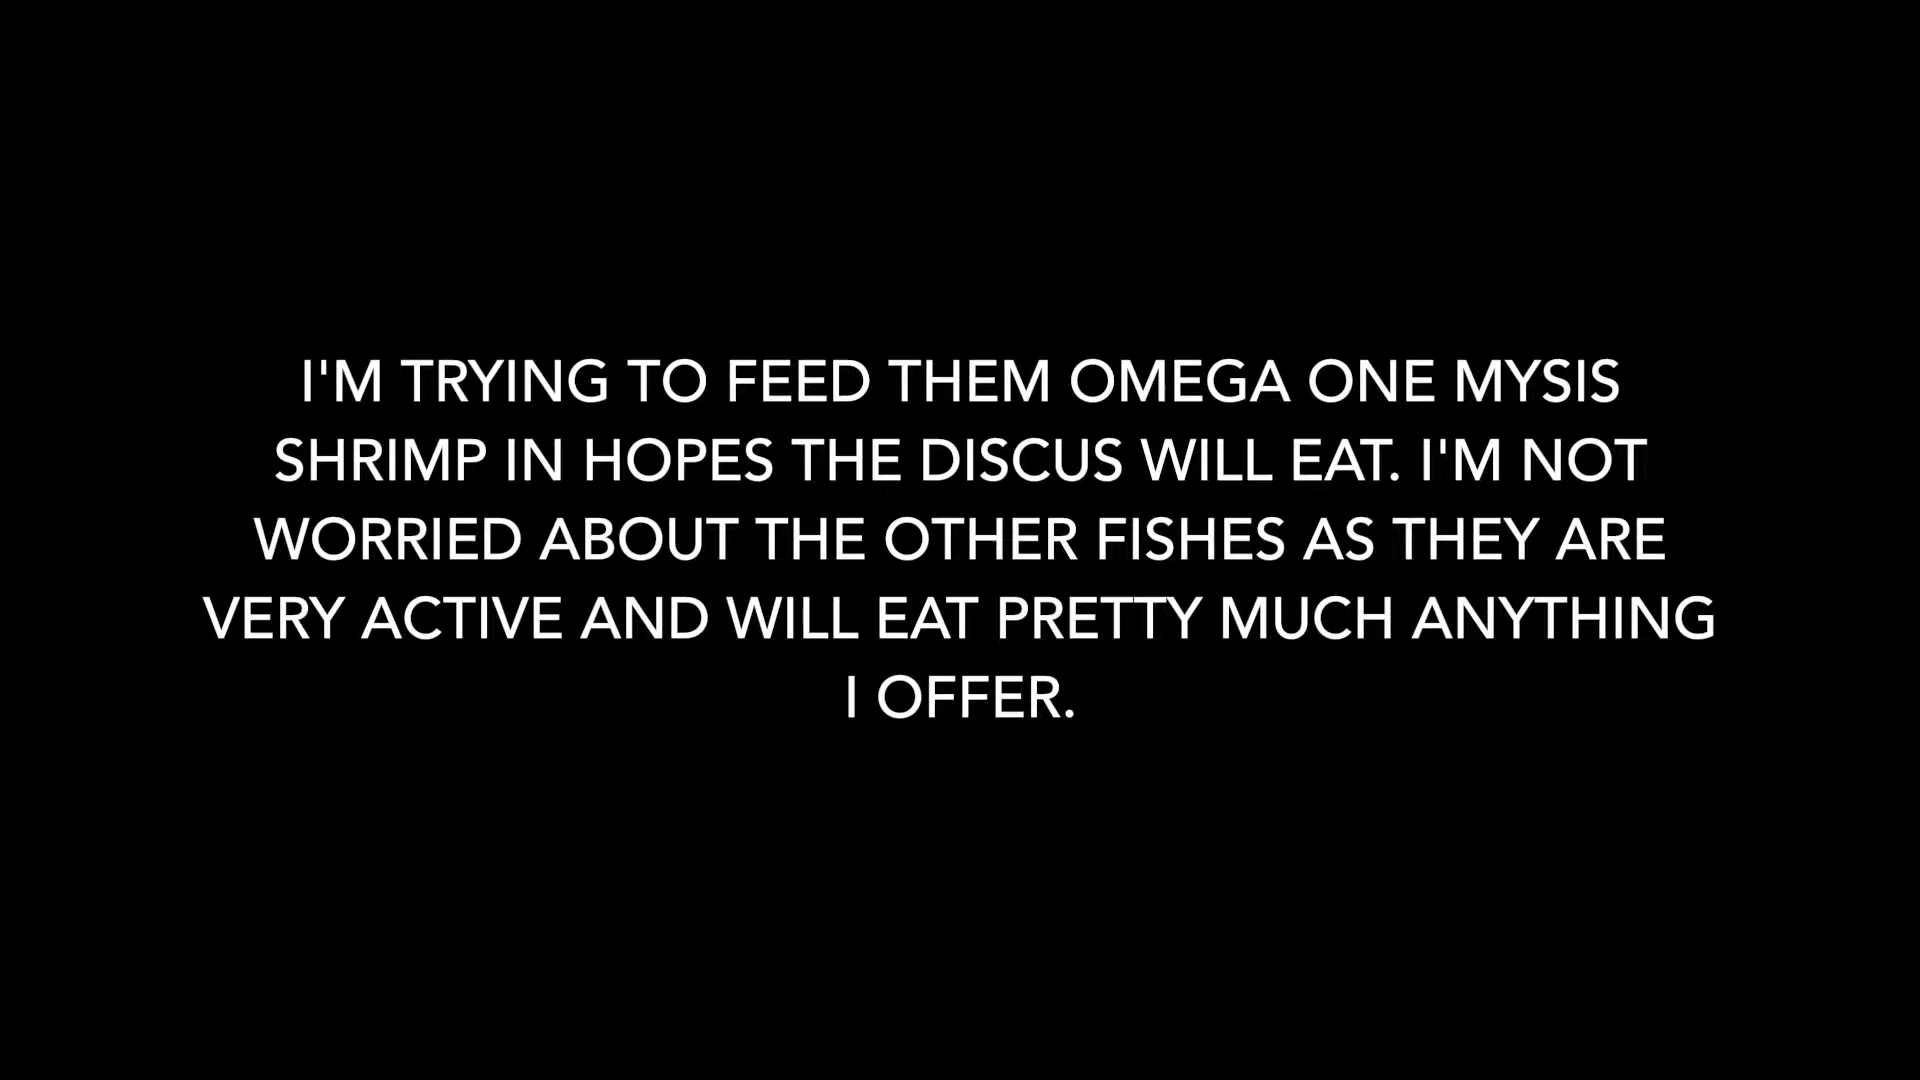 I'M TRYING TO FEED THEM OMEGA ONE MYSIS
SHRIMP IN HOPES THE DISCUS WILL EAT. I'M NOT
WORRIED ABOUT THE OTHER FISHES AS THEY ARE
VERY ACTIVE AND WILL EAT PRETTY MUCH ANYTHING
I OFFER.